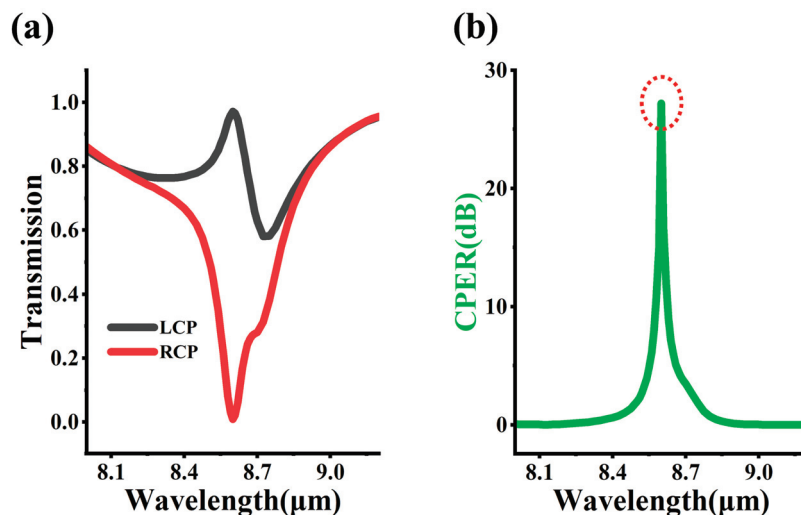 (a)
Transmission
1.0
0.8
0.6
0.4
0.2
0.0
LCP
RCP
8.1 8.4 8.7 9.0
Wavelength(μm)
(b)
CPER(dB)
30
20
10
0
8.1 8.4 8.7 9.0
Wavelength(μm)